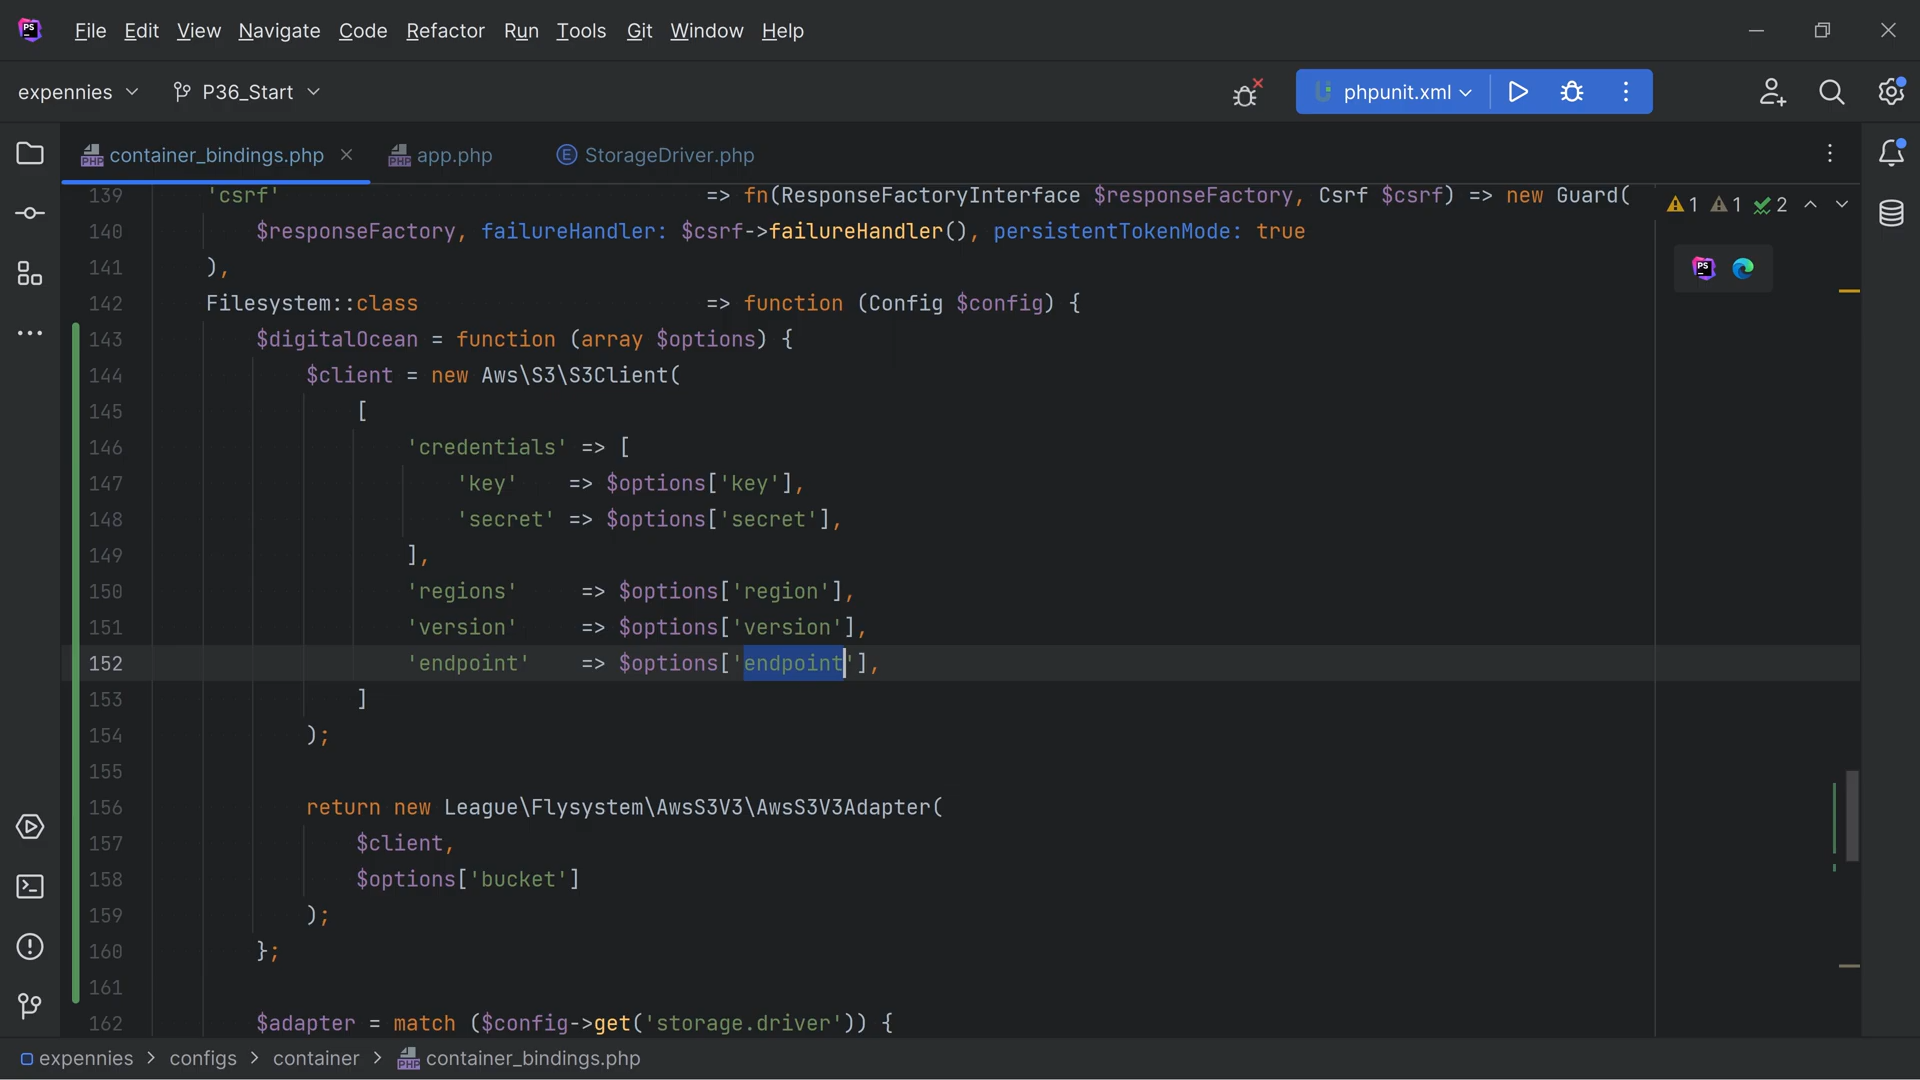 File Edit View Navigate Code Refactor Run Tools Git Window Help
expennies P36_Start phpunit.xml
container_bindings.php app.php StorageDriver.php
139 'csrf' => fn(ResponseFactoryInterface $responseFactory, Csrf $csrf) => new Guard(
1 1 2
140 $responseFactory, failureHandler: $csrf->failureHandler(), persistentTokenMode: true
141 ),
142 Filesystem::class => function (Config $config) {
143 $digitalOcean = function (array $options) {
144 $client = new Aws\S3\S3Client(
145 [
146 'credentials' => [
147 'key' => $options['key'],
148 'secret' => $options['secret'],
149 ],
150 'regions' => $options['region'],
151 'version' => $options['version'],
152 'endpoint' => $options['endpoint'],
153 ]
154 );
155
156 return new League\Flysystem\AwsS3V3\AwsS3V3Adapter(
157 $client,
158 $options['bucket']
159 );
160 };
161
162 $adapter = match ($config->get('storage.driver')) {
expennies > configs > container > container_bindings.php